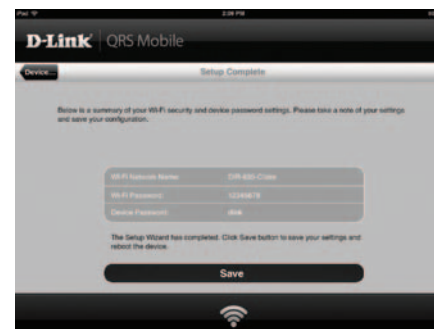 iPad
2:39 PM
D-Link QRS Mobile
Device...
Setup Complete
Below is a summary of your Wi-Fi security and device password settings. Please take a note of your settings
and save your configuration.
Wi-Fi Network Name:
Wi-Fi Password: 12345678
Device Password:
The Setup Wizard has completed. Click Save button to save your settings and
reboot the device.
Save